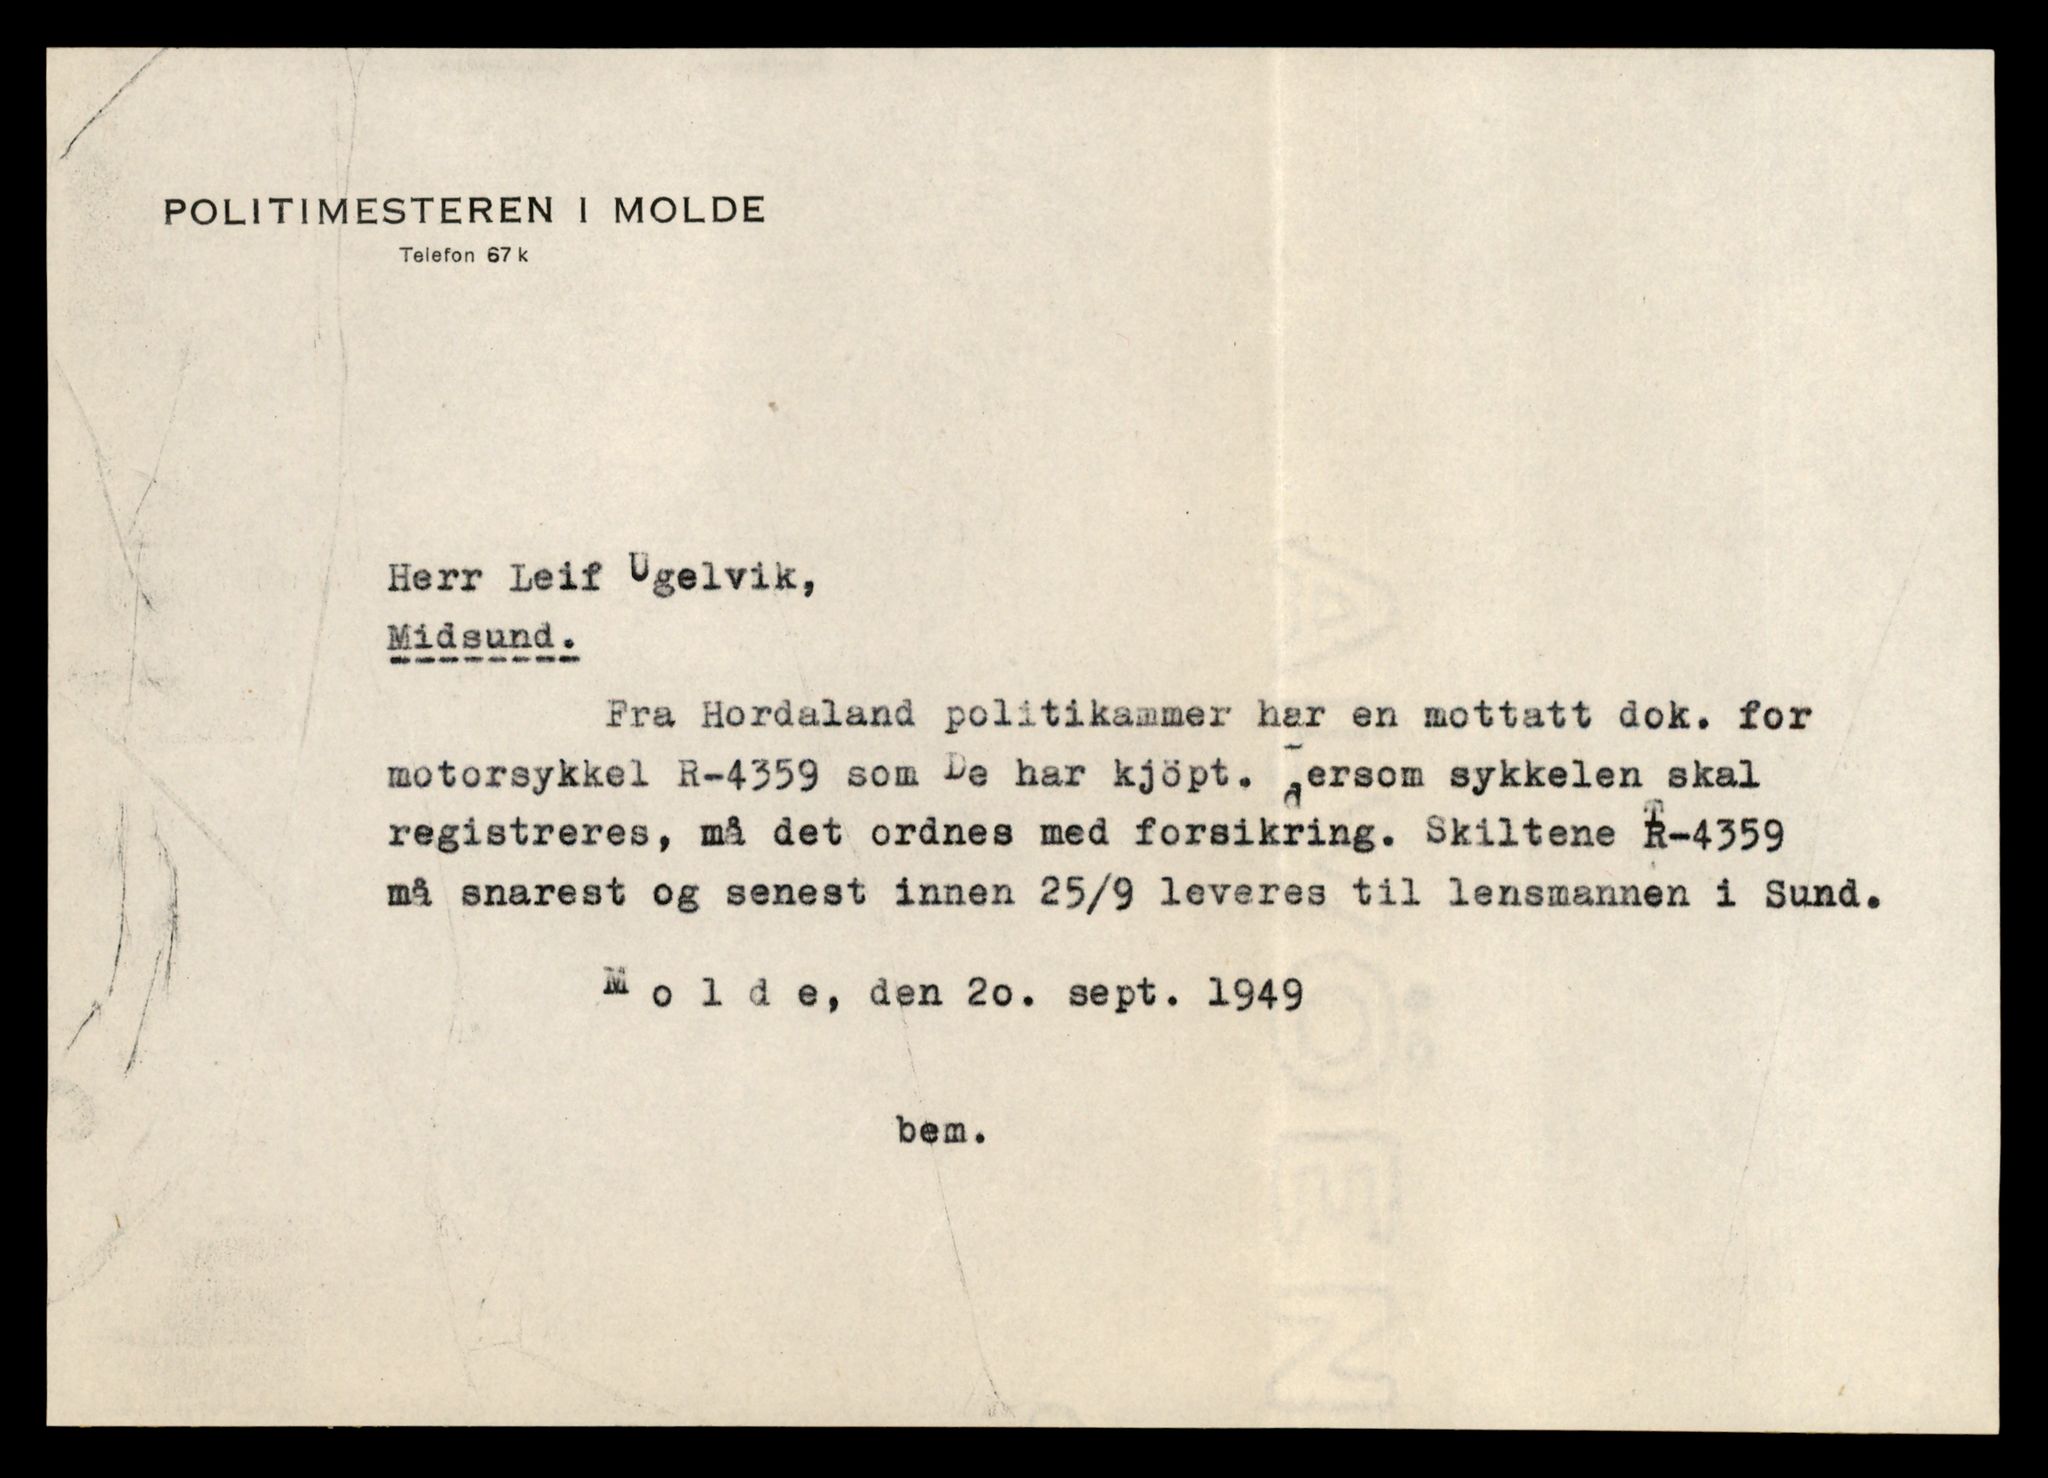 POLITIMESTEREN I MOLDE
Telefon 67 k
Herr Leif Ugelvik,
Midsund.
Fra Hordaland politikammer har en mottatt dok. for
motorsykkel R-4359 som De har kjöpt. Dersom sykkelen skal
registreres, må det ordnes med forsikring. Skiltene R-4359
må snarest og senest innen 25/9 leveres til lensmannen i Sund.
M o l d e, den 2o. sept. 1949
bem.